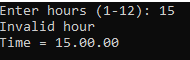 Enter hours (1-12): 15
Invalid hour
Time = 15.00.00